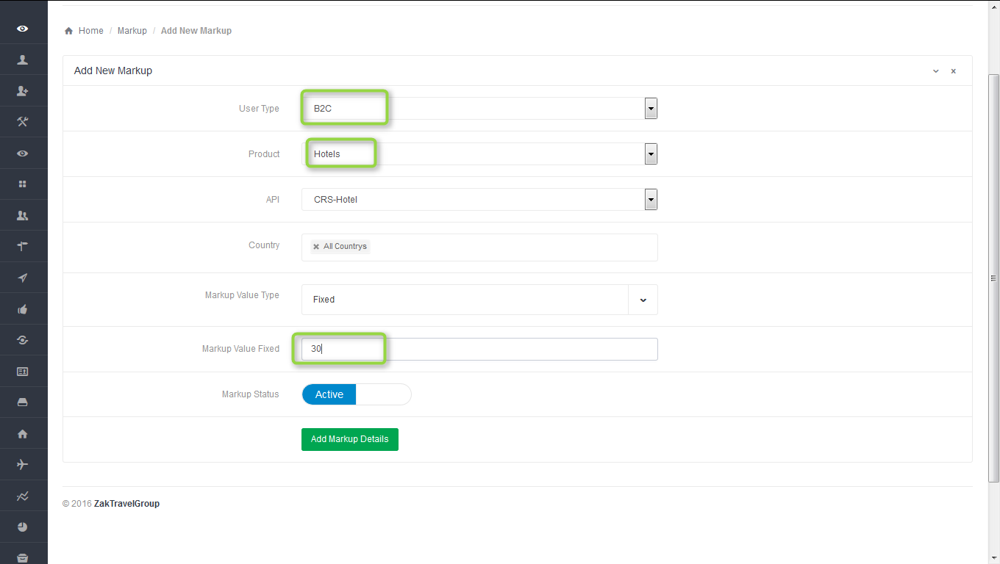 Home / Markup / Add New Markup
Add New Markup
User Type B2C
Product Hotels
API CRS-Hotel
Country All Countrys
Markup Value Type Fixed
Markup Value Fixed 30
Markup Status Active
Add Markup Details
© 2016 ZakTravelGroup